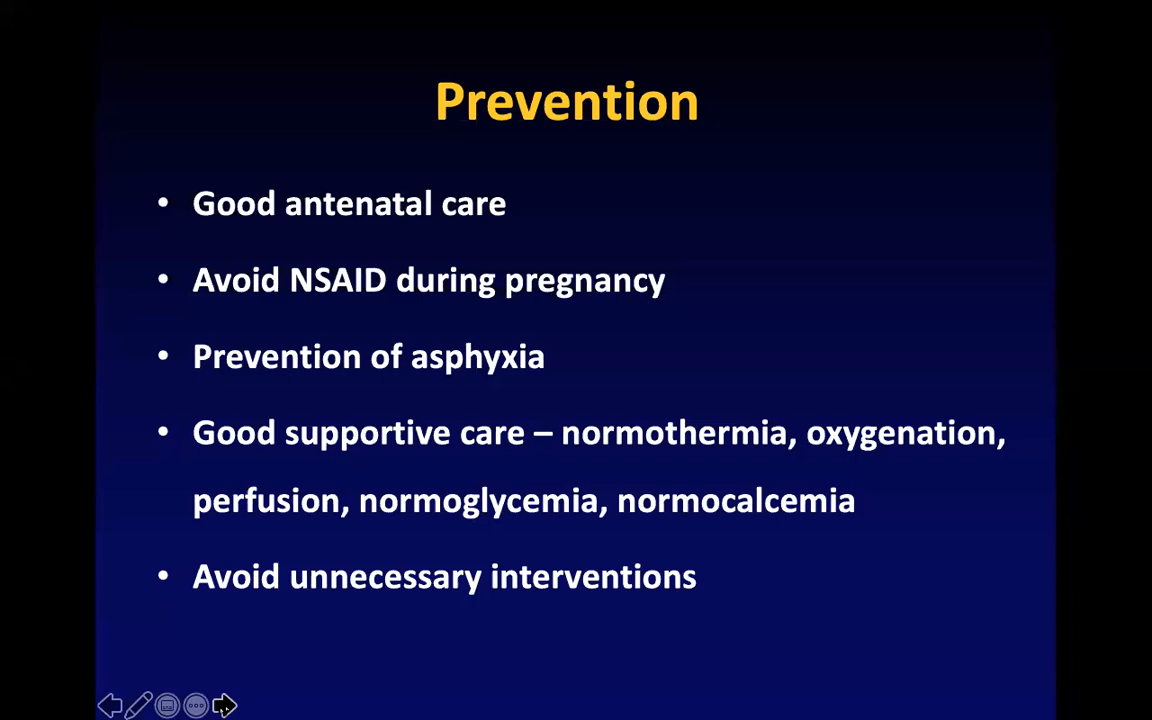 Prevention
• Good antenatal care
• Avoid NSAID during pregnancy
• Prevention of asphyxia
• Good supportive care – normothermia, oxygenation,
perfusion, normoglycemia, normocalcemia
• Avoid unnecessary interventions